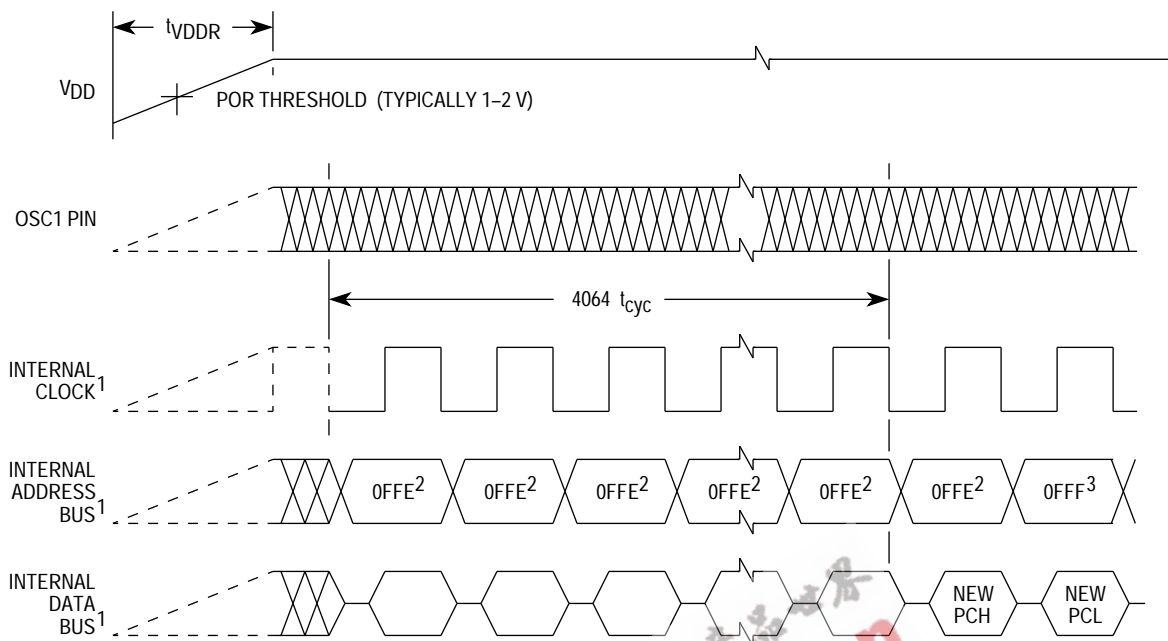 tVDDR
VDD
POR THRESHOLD (TYPICALLY 1–2 V)
OSC1 PIN
4064 tcyc
INTERNAL
CLOCK1
INTERNAL
ADDRESS
BUS1
0FFE2 0FFE2 0FFE2 0FFE2 0FFE2 0FFE2 0FFF3
INTERNAL
DATA
BUS1
NEW
PCH
NEW
PCL